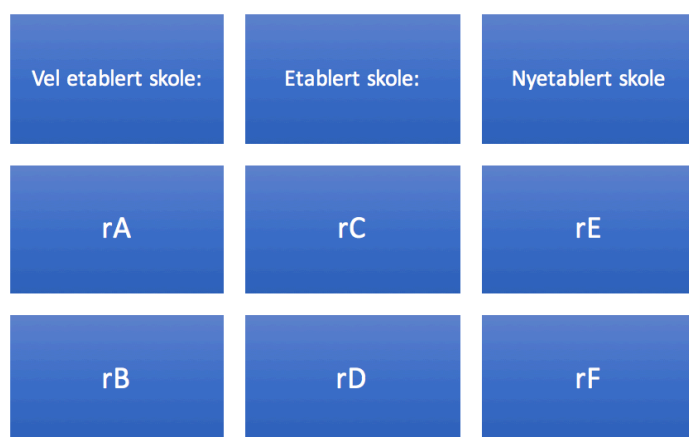 Vel etablert skole:
Etablert skole:
Nyetablert skole
rA
rC
rE
rB
rD
rF